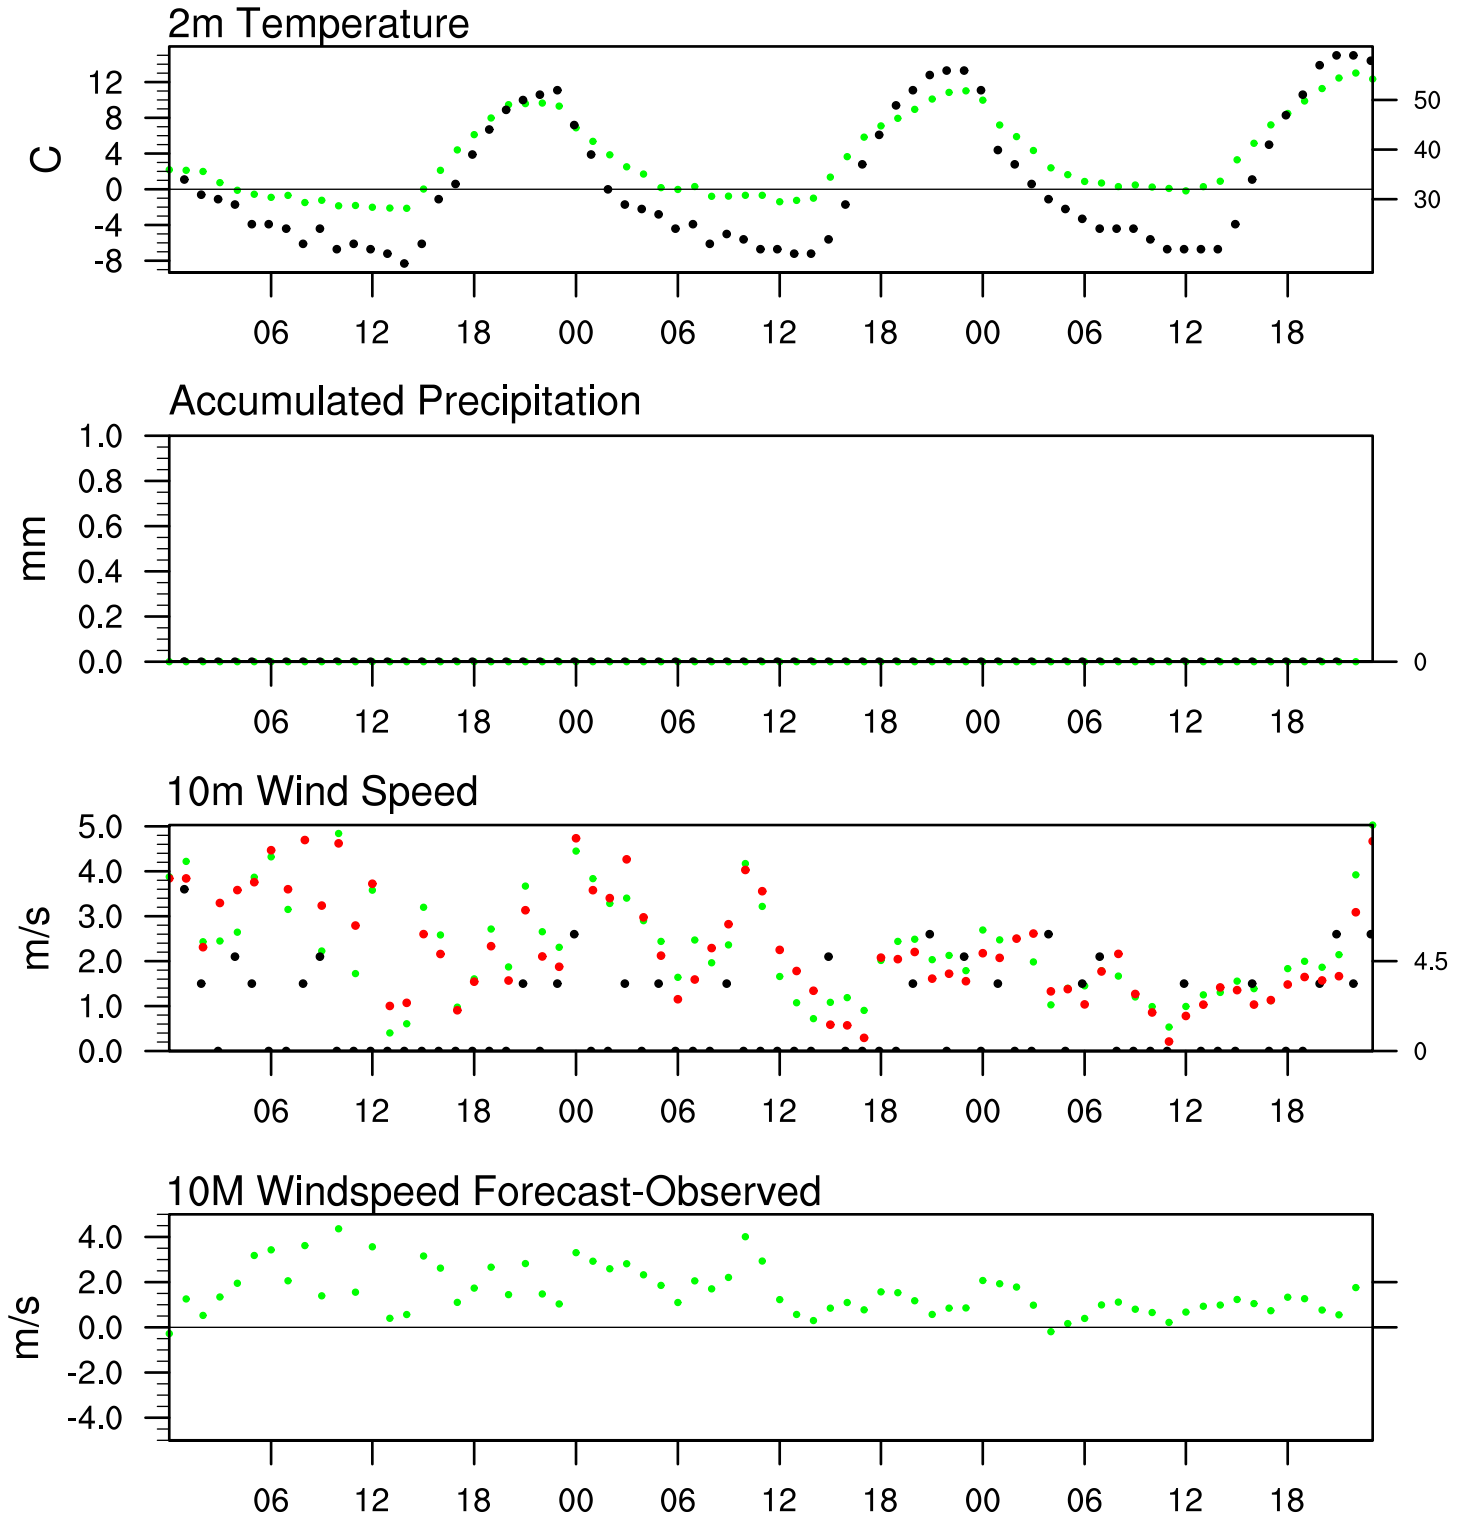 2m Temperature
12
8
4
0
-4
-8
C
50
40
30
06 12 18 00 06 12 18 00 06 12 18
Accumulated Precipitation
1.0
0.8
0.6
0.4
0.2
0.0
mm
0
06 12 18 00 06 12 18 00 06 12 18
10m Wind Speed
5.0
4.0
3.0
2.0
1.0
0.0
m/s
4.5
0
06 12 18 00 06 12 18 00 06 12 18
10M Windspeed Forecast-Observed
4.0
2.0
0.0
-2.0
-4.0
m/s
06 12 18 00 06 12 18 00 06 12 18